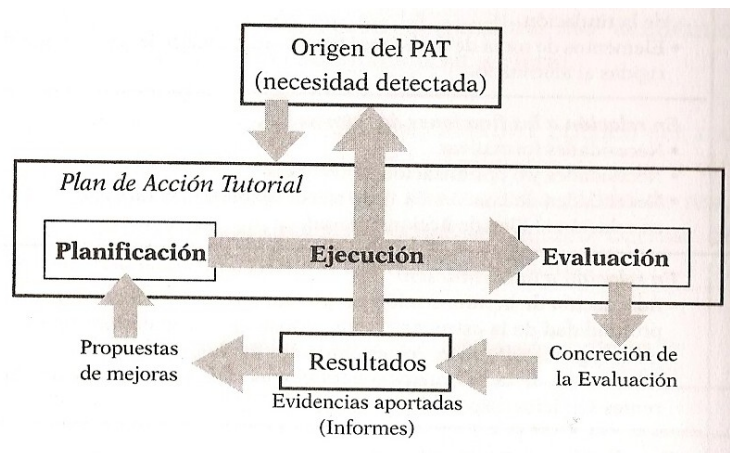 Origen del PAT
(necesidad detectada)
Plan de Acción Tutorial
Planificación
Ejecución
Evaluación
Propuestas
de mejoras
Resultados
Evidencias aportadas
(Informes)
Concreción de
la Evaluación